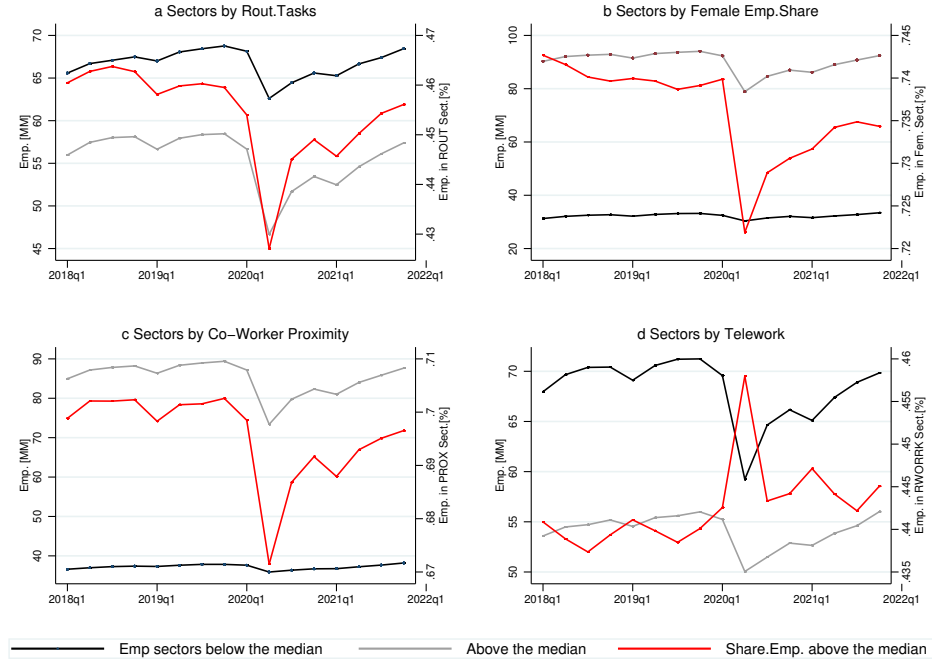 a Sectors by Rout.Tasks
Emp. [MM]
70
65
60
55
50
45
.47
.46
.45
.44
.43
Emp. in ROUT Sect.[%]
2018q1 2019q1 2020q1 2021q1 2022q1
b Sectors by Female Emp.Share
Emp. [MM]
100
80
60
40
20
.745
.74
.735
.73
.725
.72
Emp. in Fem. Sect.[%]
2018q1 2019q1 2020q1 2021q1 2022q1
c Sectors by Co−Worker Proximity
Emp. [MM]
90
80
70
60
50
40
.71
.7
.69
.68
.67
Emp. in PROX Sect.[%]
2018q1 2019q1 2020q1 2021q1 2022q1
d Sectors by Telework
Emp. [MM]
70
65
60
55
50
.46
.455
.45
.445
.44
.435
Emp. in RWORRK Sect.[%]
2018q1 2019q1 2020q1 2021q1 2022q1
Emp sectors below the median Above the median Share.Emp. above the median